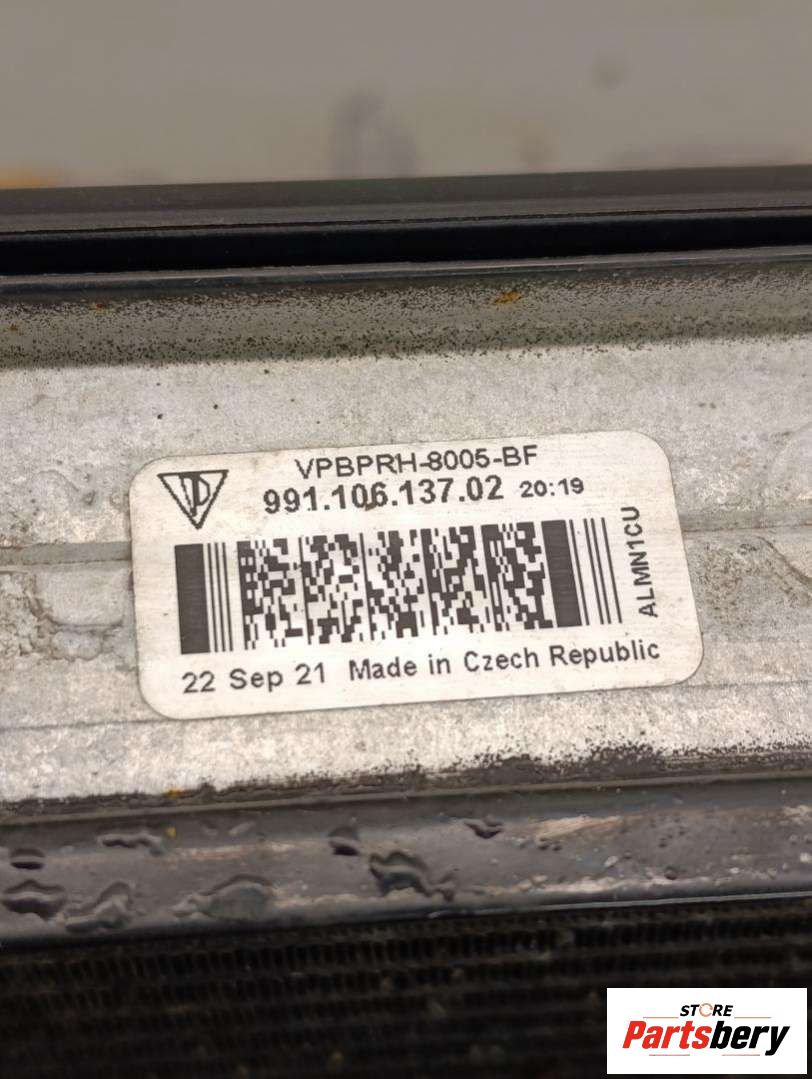 VPBPRH-8005-BF
991.106.137.02 20:19
ALMN1CU
22 Sep 21 Made in Czech Republic
STORE
Partsbery